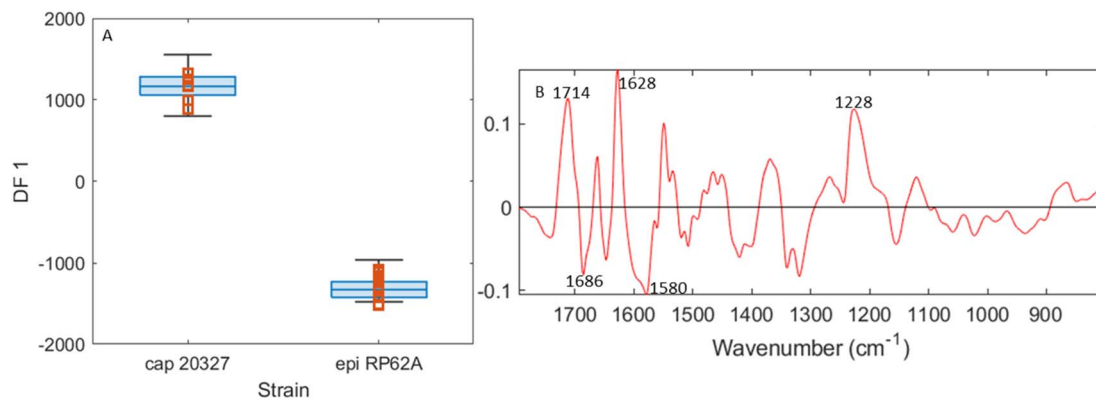 A
2000
1000
0
-1000
-2000
DF 1
cap 20327
epi RP62A
Strain
B
1714
1628
1228
1686
1580
0.1
0
-0.1
1700 1600 1500 1400 1300 1200 1100 1000 900
Wavenumber (cm⁻¹)